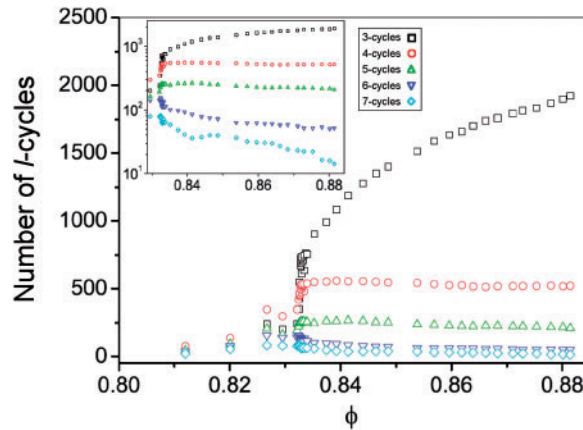 2500
2000
1500
1000
500
0
Number of l-cycles
0.80
0.82
0.84
0.86
0.88
ϕ
10³
10²
10¹
0.84
0.86
0.88
3-cycles
4-cycles
5-cycles
6-cycles
7-cycles